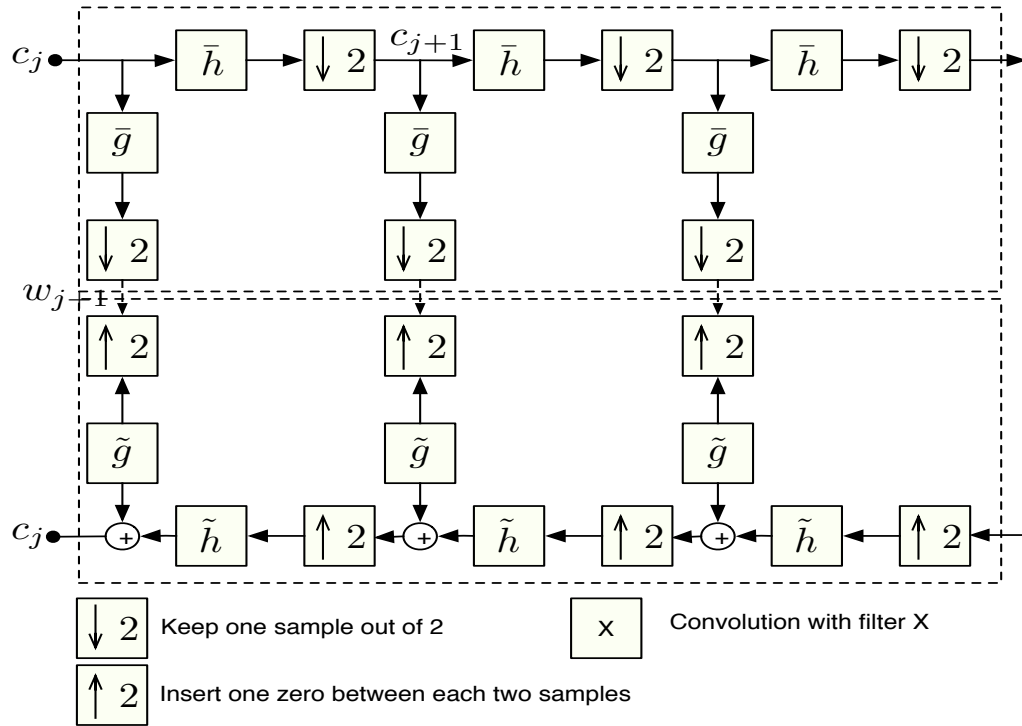 c_j h̄ ↓ 2 c_{j+1} h̄ ↓ 2 h̄ ↓ 2
ḡ ḡ ḡ
↓ 2 ↓ 2 ↓ 2
w_{j+1}
↑ 2 ↑ 2 ↑ 2
g̃ g̃ g̃
c_j + h̃ ↑ 2 + h̃ ↑ 2 + h̃ ↑ 2
↓ 2 Keep one sample out of 2
X Convolution with filter X
↑ 2 Insert one zero between each two samples